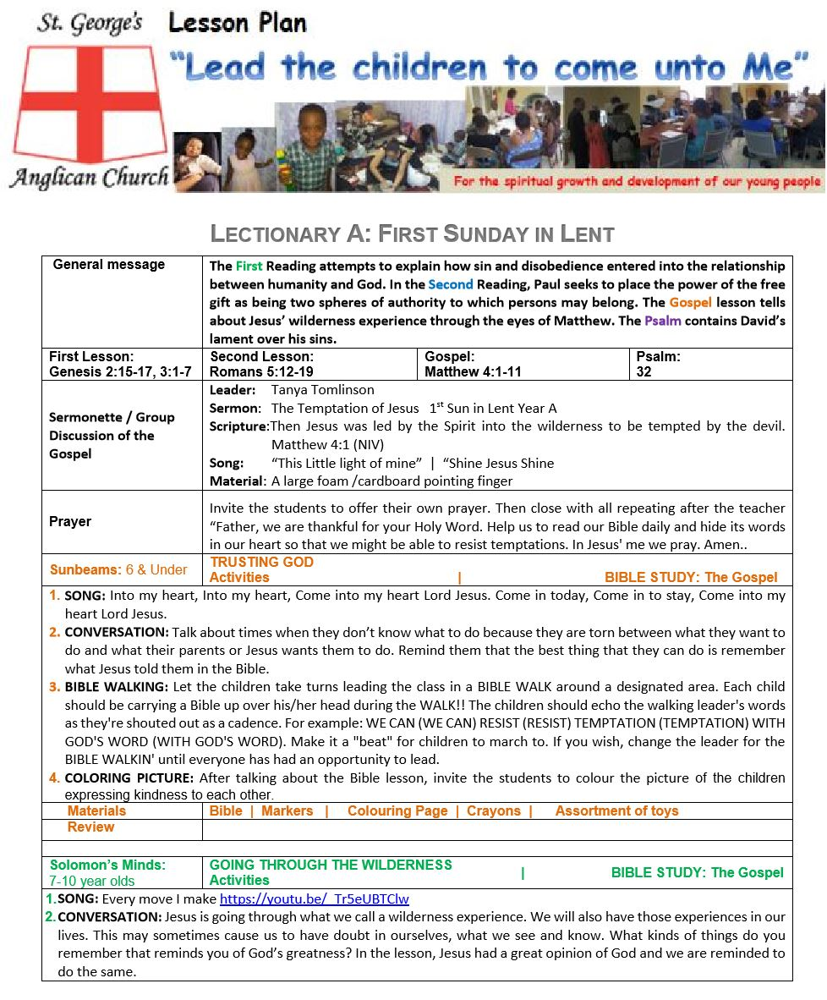 St. George's
Lesson Plan
"Lead the children to come unto Me"
Anglican Church
For the spiritual growth and development of our young people
LECTIONARY A: FIRST SUNDAY IN LENT
General message
The First Reading attempts to explain how sin and disobedience entered into the relationship
between humanity and God. In the Second Reading, Paul seeks to place the power of the free
gift as being two spheres of authority to which persons may belong. The Gospel lesson tells
about Jesus' wilderness experience through the eyes of Matthew. The Psalm contains David's
lament over his sins.
First Lesson:
Genesis 2:15-17, 3:1-7
Second Lesson:
Romans 5:12-19
Gospel:
Matthew 4:1-11
Psalm:
32
Sermonette / Group
Discussion of the
Gospel
Leader: Tanya Tomlinson
Sermon: The Temptation of Jesus 1st Sun in Lent Year A
Scripture:Then Jesus was led by the Spirit into the wilderness to be tempted by the devil.
Matthew 4:1 (NIV)
Song: "This Little light of mine" | "Shine Jesus Shine
Material: A large foam /cardboard pointing finger
Prayer
Invite the students to offer their own prayer. Then close with all repeating after the teacher
"Father, we are thankful for your Holy Word. Help us to read our Bible daily and hide its words
in our heart so that we might be able to resist temptations. In Jesus' me we pray. Amen..
Sunbeams: 6 & Under
TRUSTING GOD
Activities | BIBLE STUDY: The Gospel
1. SONG: Into my heart, Into my heart, Come into my heart Lord Jesus. Come in today, Come in to stay, Come into my
heart Lord Jesus.
2. CONVERSATION: Talk about times when they don't know what to do because they are torn between what they want to
do and what their parents or Jesus wants them to do. Remind them that the best thing that they can do is remember
what Jesus told them in the Bible.
3. BIBLE WALKING: Let the children take turns leading the class in a BIBLE WALK around a designated area. Each child
should be carrying a Bible up over his/her head during the WALK!! The children should echo the walking leader's words
as they're shouted out as a cadence. For example: WE CAN (WE CAN) RESIST (RESIST) TEMPTATION (TEMPTATION) WITH
GOD'S WORD (WITH GOD'S WORD). Make it a "beat" for children to march to. If you wish, change the leader for the
BIBLE WALKIN' until everyone has had an opportunity to lead.
4. COLORING PICTURE: After talking about the Bible lesson, invite the students to colour the picture of the children
expressing kindness to each other.
Materials
Bible | Markers | Colouring Page | Crayons | Assortment of toys
Review
Solomon's Minds:
7-10 year olds
GOING THROUGH THE WILDERNESS
Activities | BIBLE STUDY: The Gospel
1. SONG: Every move I make https://youtu.be/_Tr5eUBTClw
2. CONVERSATION: Jesus is going through what we call a wilderness experience. We will also have those experiences in our
lives. This may sometimes cause us to have doubt in ourselves, what we see and know. What kinds of things do you
remember that reminds you of God's greatness? In the lesson, Jesus had a great opinion of God and we are reminded to
do the same.